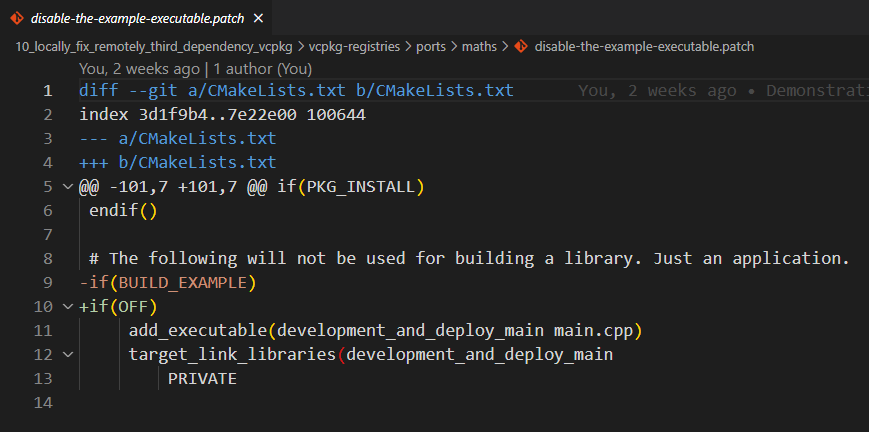 disable-the-example-executable.patch
10_locally_fix_remotely_third_dependency_vcpkg > vcpkg-registries > ports > maths > disable-the-example-executable.patch
You, 2 weeks ago | 1 author (You)
1 diff --git a/CMakeLists.txt b/CMakeLists.txt You, 2 weeks ago • Demonstrati
2 index 3d1f9b4..7e22e00 100644
3 --- a/CMakeLists.txt
4 +++ b/CMakeLists.txt
5 @@ -101,7 +101,7 @@ if(PKG_INSTALL)
6 endif()
7
8 # The following will not be used for building a library. Just an application.
9 -if(BUILD_EXAMPLE)
10 +if(OFF)
11 add_executable(development_and_deploy_main main.cpp)
12 target_link_libraries(development_and_deploy_main
13 PRIVATE
14